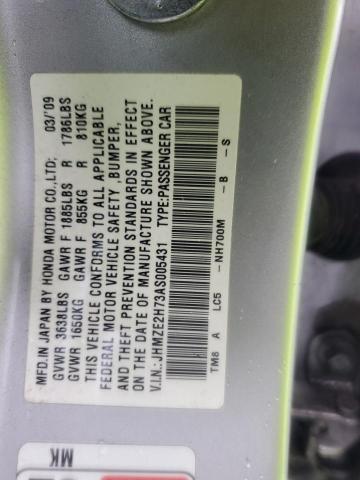 MFD.IN JAPAN BY HONDA MOTOR CO.,LTD; 03/'09
GVWR 3638LBS GAWR F 1885LBS R 1786LBS
GVWR 1650KG GAWR F 855KG R 810KG
THIS VEHICLE CONFORMS TO ALL APPLICABLE
FEDERAL MOTOR VEHICLE SAFETY ,BUMPER,
AND THEFT PREVENTION STANDARDS IN EFFECT
ON THE DATE OF MANUFACTURE SHOWN ABOVE.
V.I.N.: JHMZE2H73AS005431 TYPE:PASSENGER CAR
TM8 A LC5 -NH700M -B -S
MK